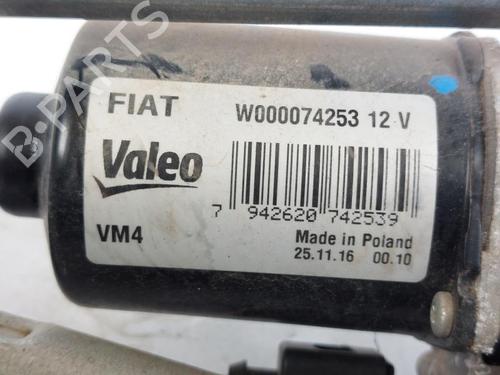 FIAT W000074253 12 V
Valeo
7 942620 742539
VM4 Made in Poland
25.11.16 00.10
B-PARTS